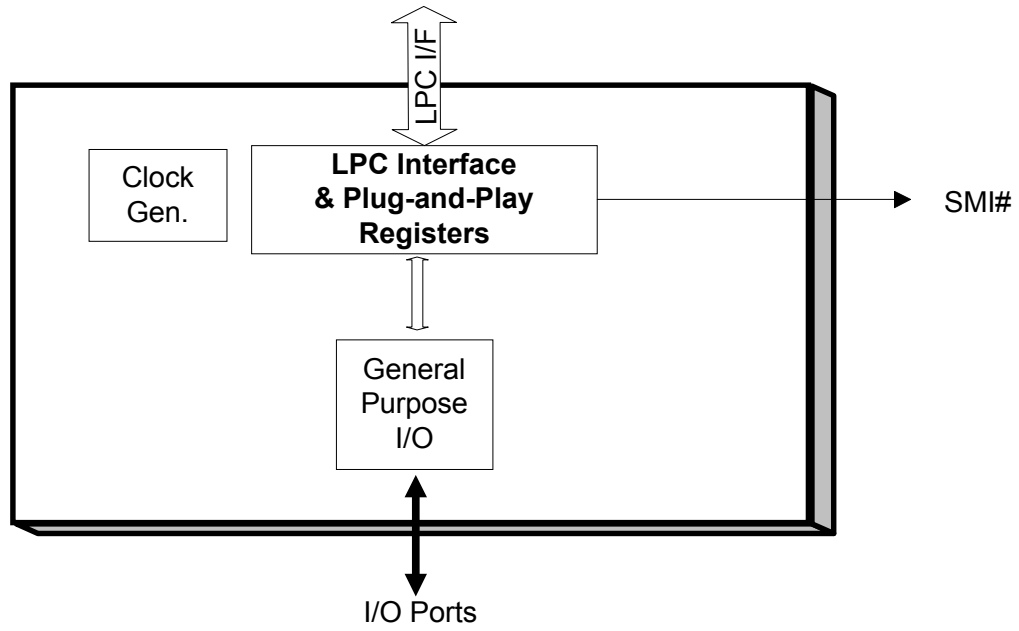 LPC I/F
Clock
Gen.
LPC Interface
& Plug-and-Play
Registers
SMI#
General
Purpose
I/O
I/O Ports